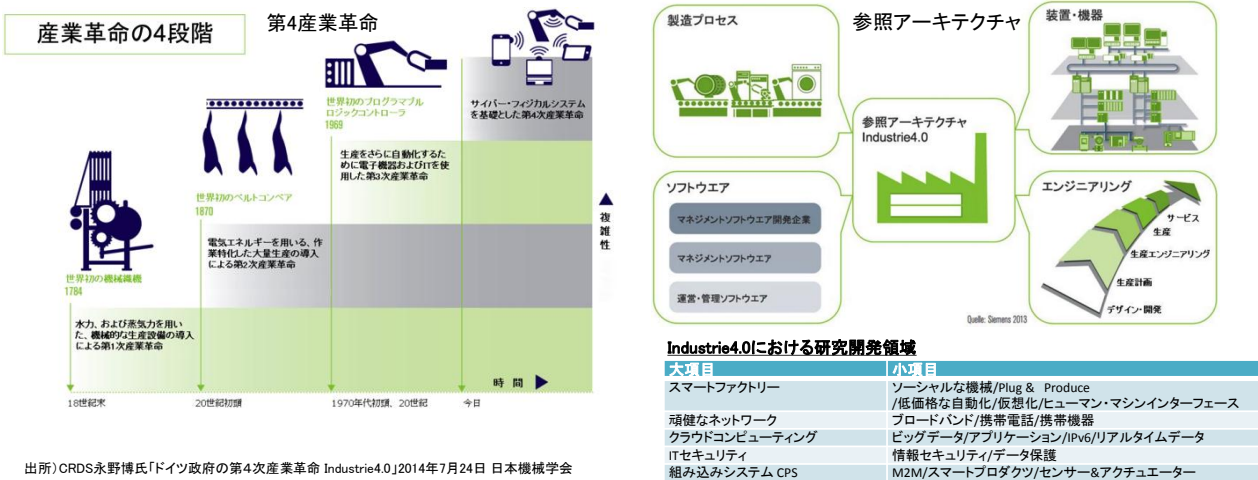 産業革命の4段階
第4産業革命
世界初の機械織機
1784
水力、および蒸気力を用い
た、機械的な生産設備の導入
による第1次産業革命
世界初のベルトコンベア
1870
電気エネルギーを用いる、作
業特化した大量生産の導入
による第2次産業革命
世界初のプログラマブル
ロジックコントローラ
1969
生産をさらに自動化するた
めに電子機器およびITを使
用した第3次産業革命
サイバー・フィジカルシステム
を基礎とした第4次産業革命
複雑性
時間
18世紀末
20世紀初頭
1970年代初頭、20世紀
今日
出所)CRDS永野博氏「ドイツ政府の第4次産業革命 Industrie4.0」2014年7月24日 日本機械学会
参照アーキテクチャ
製造プロセス
装置・機器
参照アーキテクチャ
Industrie4.0
ソフトウエア
マネジメントソフトウエア開発企業
マネジメントソフトウエア
運営・管理ソフトウエア
エンジニアリング
サービス
生産
生産エンジニアリング
生産計画
デザイン・開発
Quelle: Siemens 2013
Industrie4.0における研究開発領域
大項目 小項目
スマートファクトリー ソーシャルな機械/Plug & Produce
/低価格な自動化/仮想化/ヒューマン・マシンインターフェース
頑健なネットワーク ブロードバンド/携帯電話/携帯機器
クラウドコンピューティング ビッグデータ/アプリケーション/IPv6/リアルタイムデータ
ITセキュリティ 情報セキュリティ/データ保護
組み込みシステム CPS M2M/スマートプロダクツ/センサー&アクチュエーター